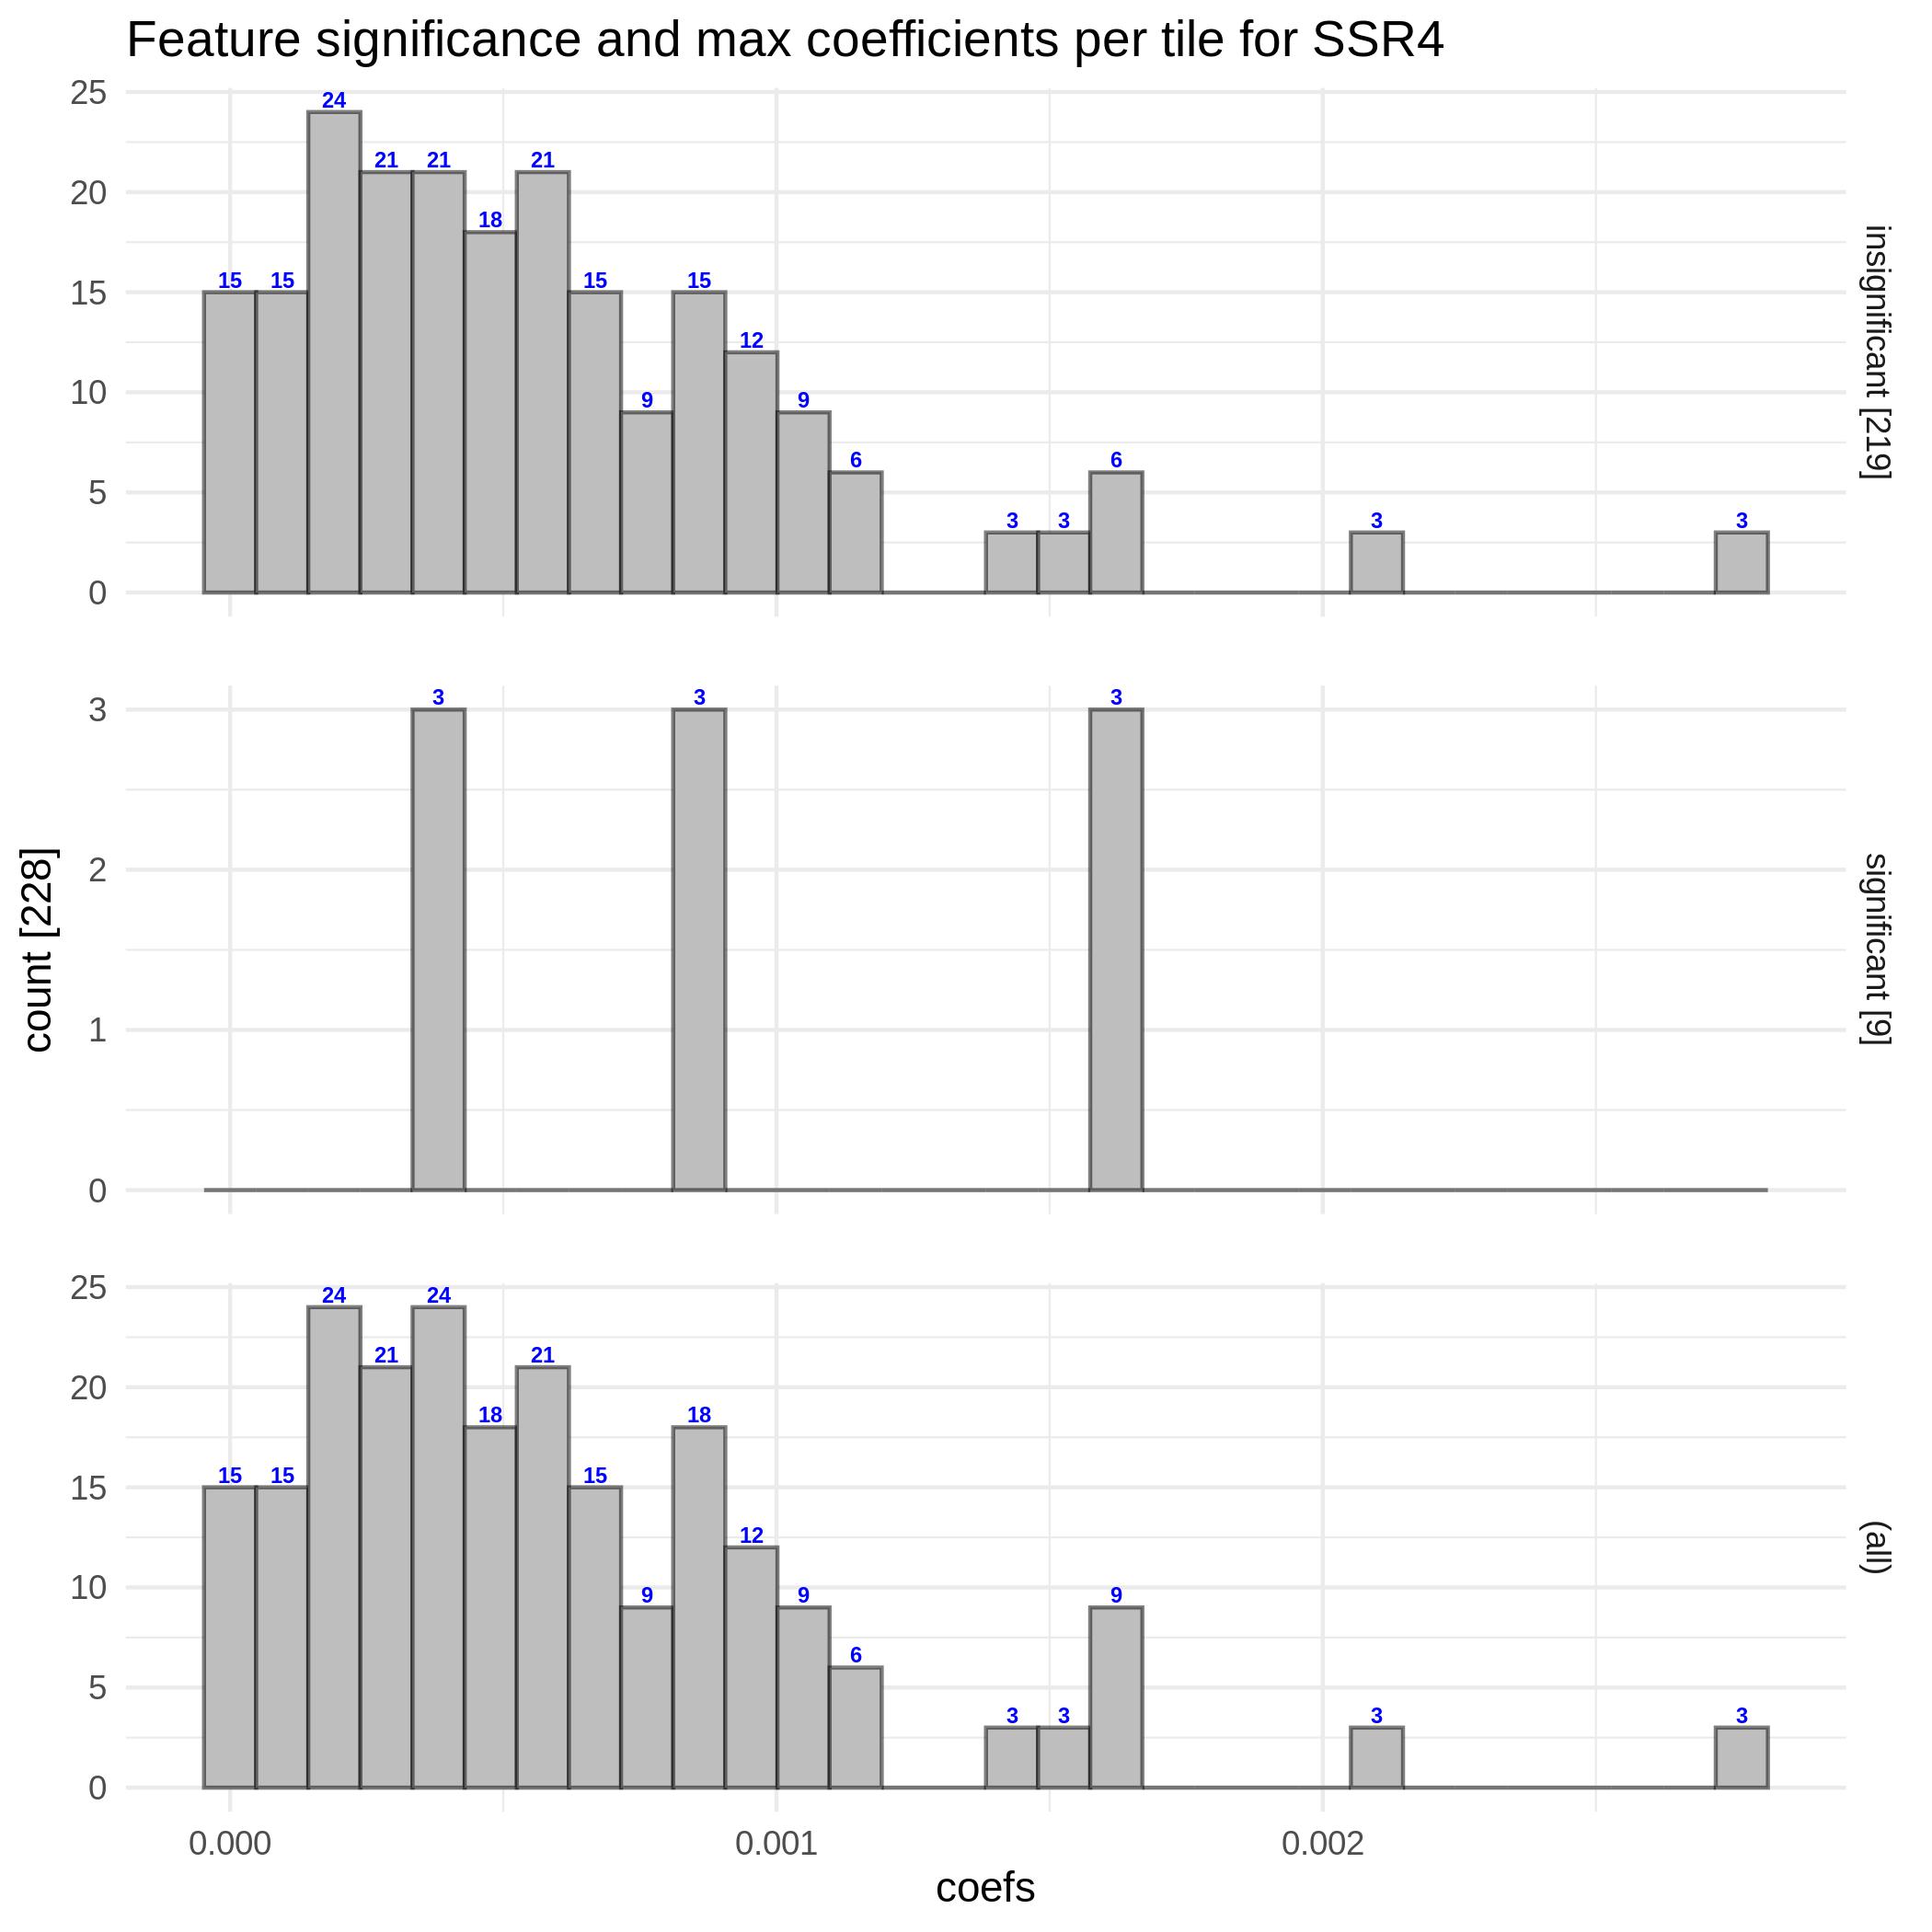 Feature significance and max coefficients per tile for SSR4
25
20
15
10
5
0
15 15 24 21 21 18 21 15 9 15 12 9 6 3 3 6 3 3
insignificant [219]
3
2
1
0
3 3 3
significant [9]
count [228]
25
20
15
10
5
0
15 15 24 21 24 18 21 15 9 18 12 9 6 3 3 9 3 3
(all)
0.000 0.001 0.002
coefs